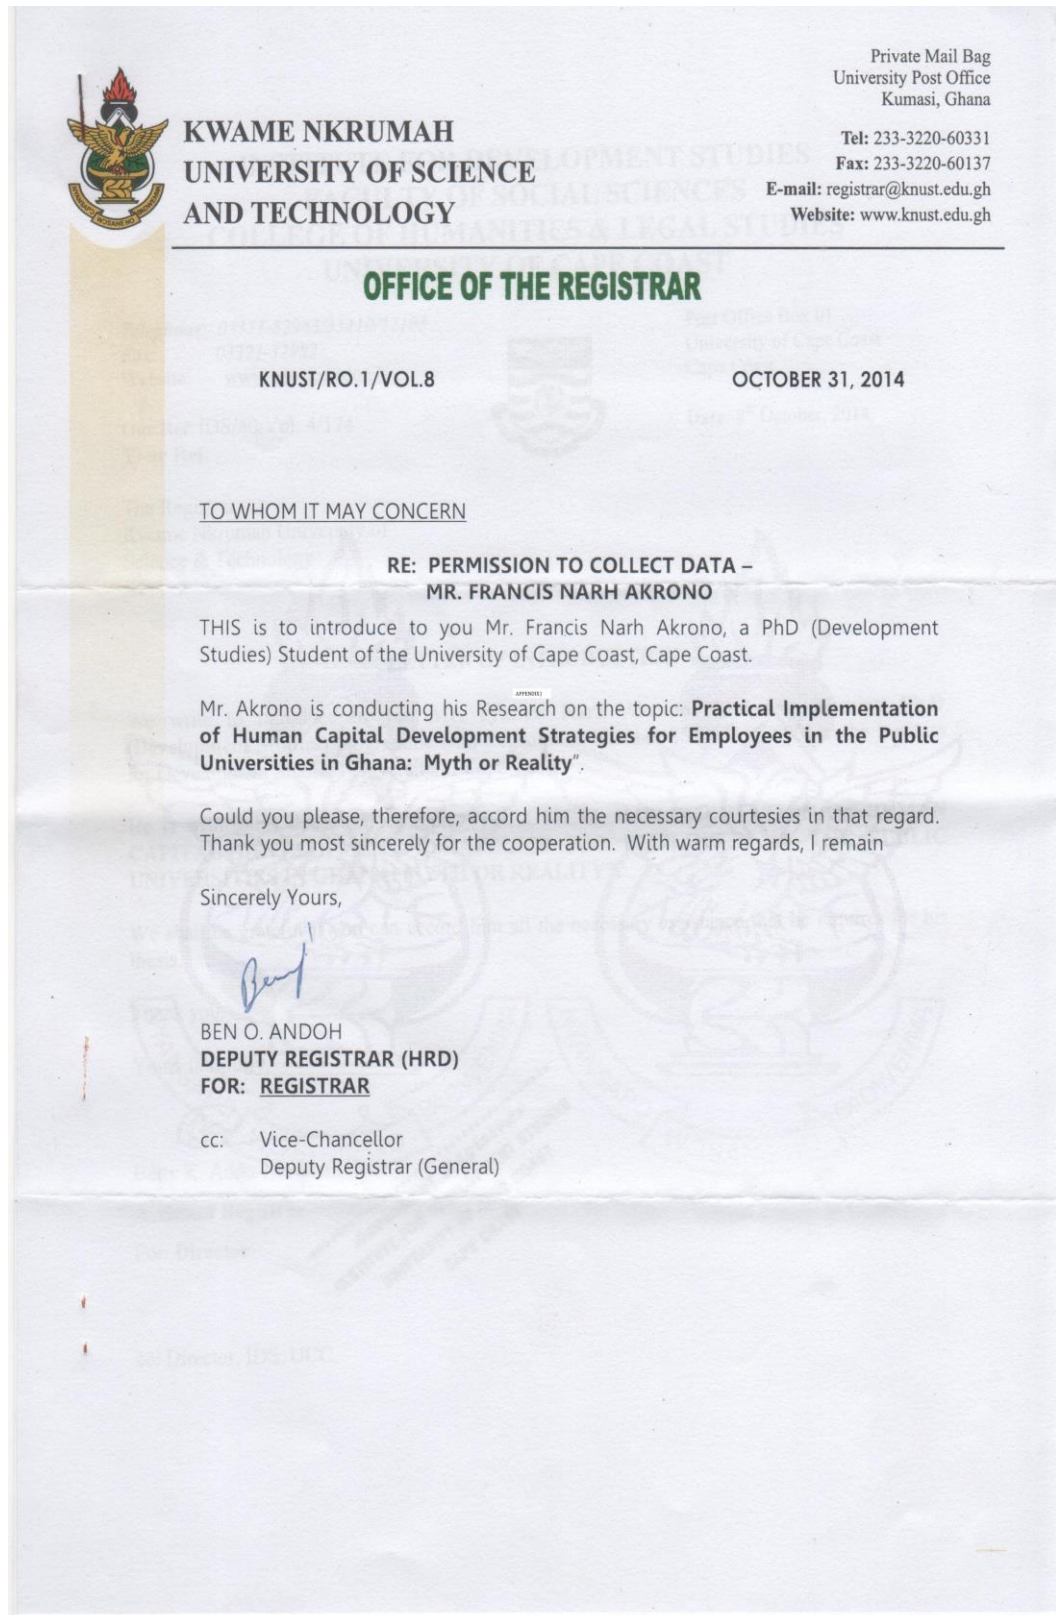 Private Mail Bag
University Post Office
Kumasi, Ghana
KWAME NKRUMAH
UNIVERSITY OF SCIENCE
AND TECHNOLOGY
Tel: 233-3220-60331
Fax: 233-3220-60137
E-mail: registrar@knust.edu.gh
Website: www.knust.edu.gh
OFFICE OF THE REGISTRAR
KNUST/RO.1/VOL.8 OCTOBER 31, 2014
TO WHOM IT MAY CONCERN
RE: PERMISSION TO COLLECT DATA –
MR. FRANCIS NARH AKRONO
THIS is to introduce to you Mr. Francis Narh Akrono, a PhD (Development
Studies) Student of the University of Cape Coast, Cape Coast.
Mr. Akrono is conducting his Research on the topic: Practical Implementation
of Human Capital Development Strategies for Employees in the Public
Universities in Ghana: Myth or Reality".
Could you please, therefore, accord him the necessary courtesies in that regard.
Thank you most sincerely for the cooperation. With warm regards, I remain
Sincerely Yours,
BEN O. ANDOH
DEPUTY REGISTRAR (HRD)
FOR: REGISTRAR
cc: Vice-Chancellor
Deputy Registrar (General)